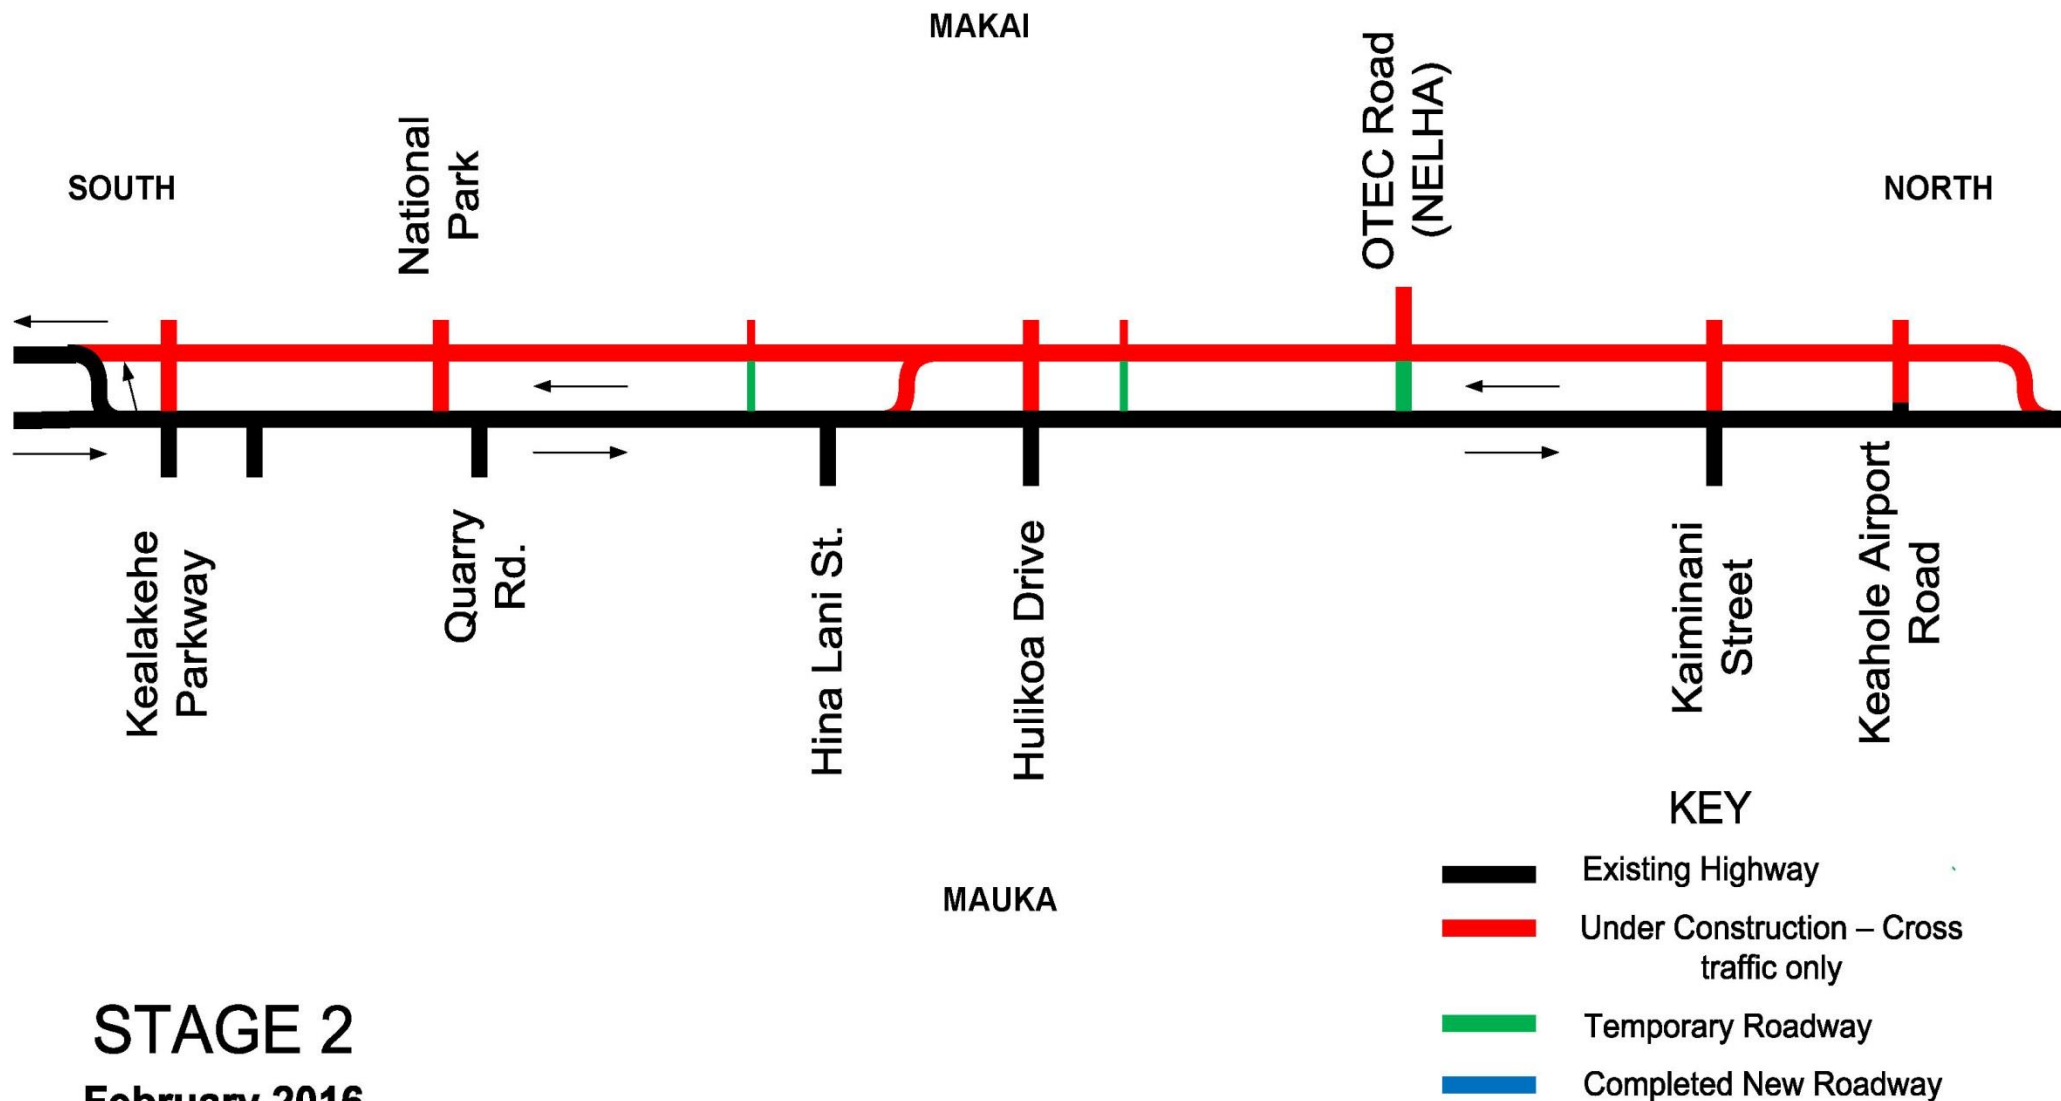 MAKAI
SOUTH
National
Park
OTEC Road
(NELHA)
NORTH
Kealakehe
Parkway
Quarry
Rd.
Hina Lani St.
Hulikoa Drive
Kaiminani
Street
Keahole Airport
Road
KEY
Existing Highway
Under Construction – Cross
traffic only
Temporary Roadway
Completed New Roadway
MAUKA
STAGE 2
February 2016